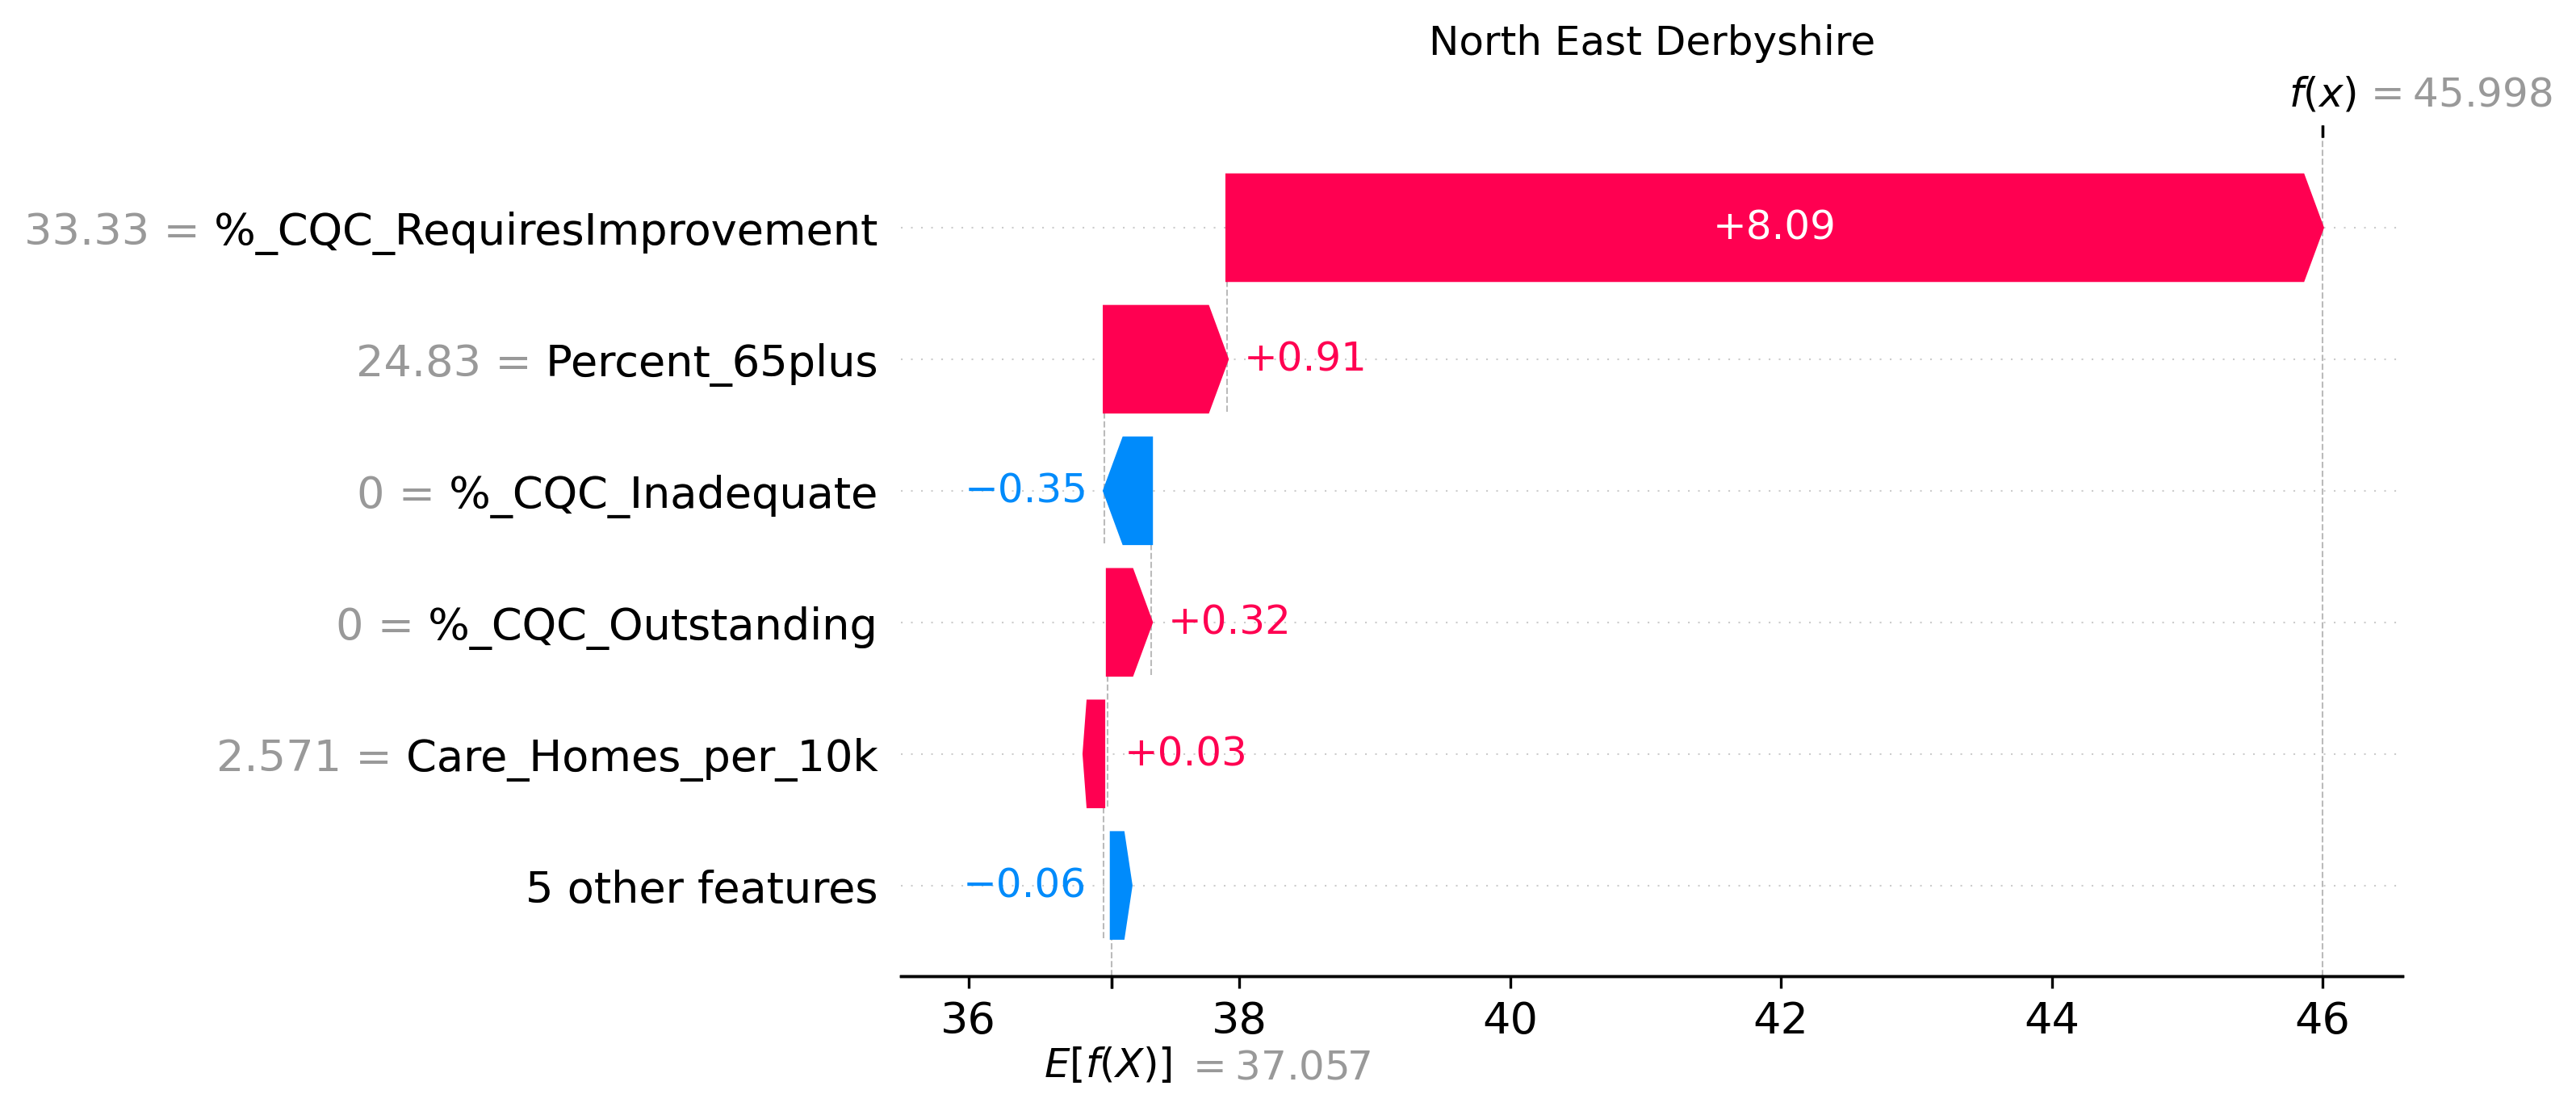 North East Derbyshire
f(x) = 45.998
33.33 = %_CQC_RequiresImprovement
+8.09
24.83 = Percent_65plus
+0.91
0 = %_CQC_Inadequate
−0.35
0 = %_CQC_Outstanding
+0.32
2.571 = Care_Homes_per_10k
+0.03
5 other features
−0.06
36 38 40 42 44 46
E[f(X)] = 37.057